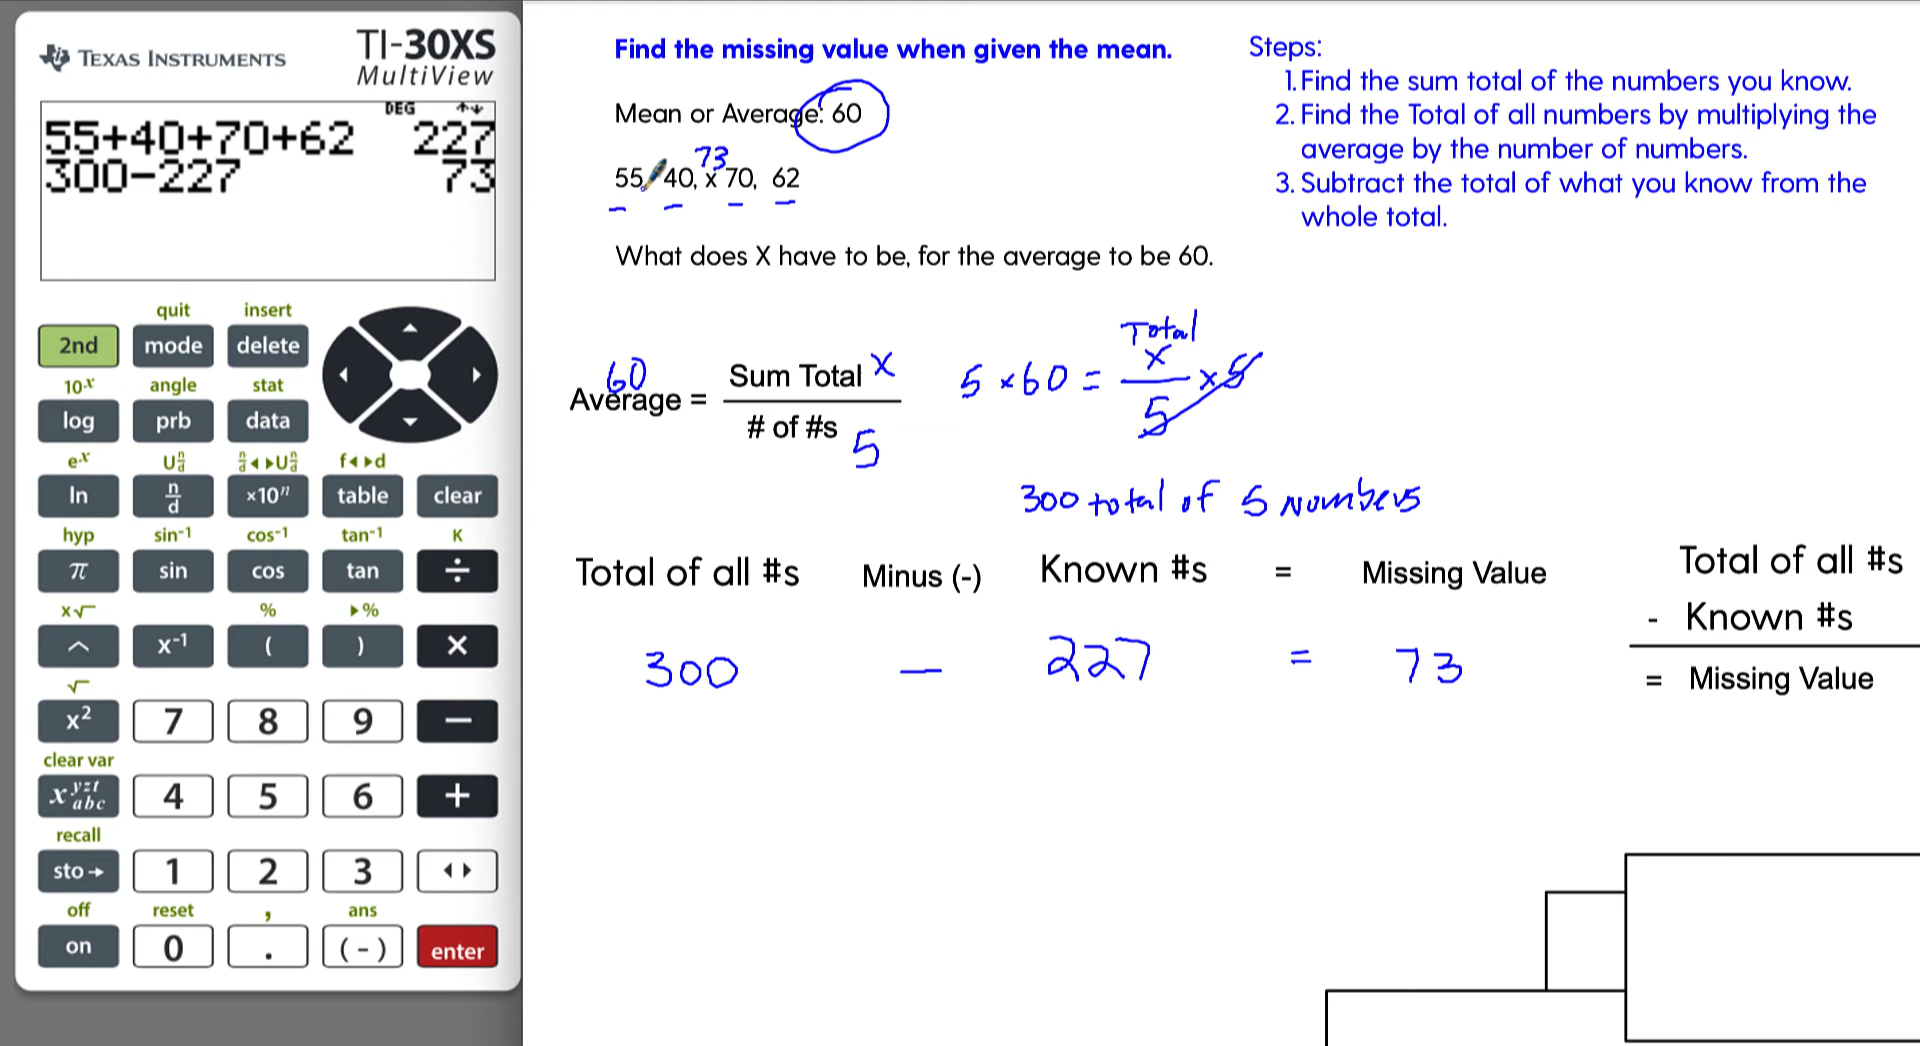 TEXAS INSTRUMENTS
TI-30XS
MultiView
DEG
55+40+70+62 227
300-227 73
quit insert
2nd mode delete
10^x angle stat
log prb data
e^x U n/d n/d ◄►U n/d f◄►d
ln n/d ×10ⁿ table clear
hyp sin⁻¹ cos⁻¹ tan⁻¹ K
π sin cos tan ÷
x√ % ►%
^ x⁻¹ ( ) ×
√
x² 7 8 9 −
clear var
x yzt abc 4 5 6 +
recall
sto→ 1 2 3 ◄►
off reset , ans
on 0 . (-) enter
Find the missing value when given the mean.
Mean or Average: 60
73
55, 40, x 70, 62
What does X have to be, for the average to be 60.
Steps:
1. Find the sum total of the numbers you know.
2. Find the Total of all numbers by multiplying the
average by the number of numbers.
3. Subtract the total of what you know from the
whole total.
60
Average = Sum Total x
# of #s 5
Total
5 × 60 = x × 5
5
300 total of 5 numbers
Total of all #s Minus (-) Known #s = Missing Value
300 — 227 = 73
Total of all #s
- Known #s
= Missing Value